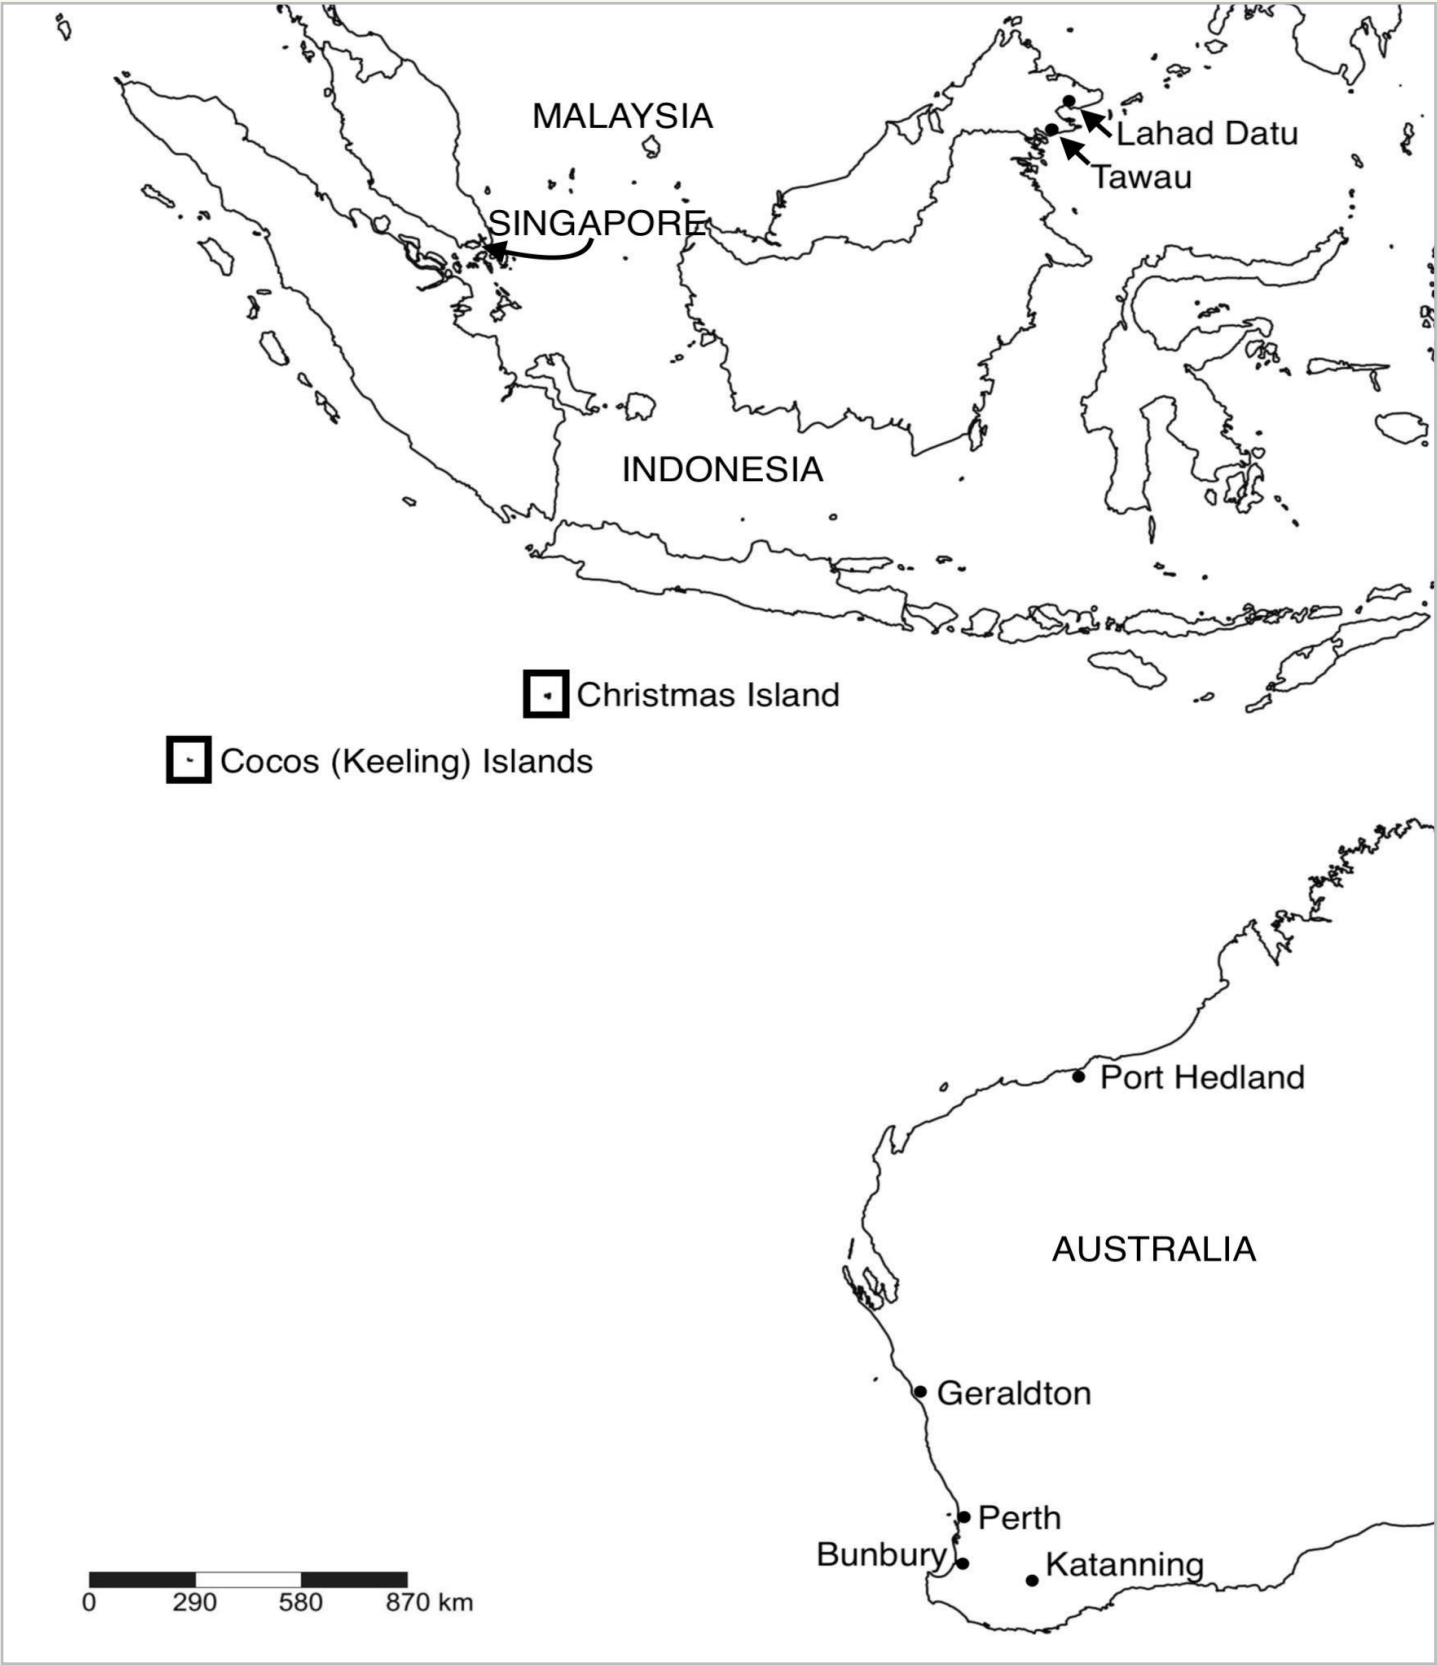 MALAYSIA
Lahad Datu
Tawau
SINGAPORE
INDONESIA
Christmas Island
Cocos (Keeling) Islands
Port Hedland
AUSTRALIA
Geraldton
Perth
Bunbury
Katanning
0 290 580 870 km